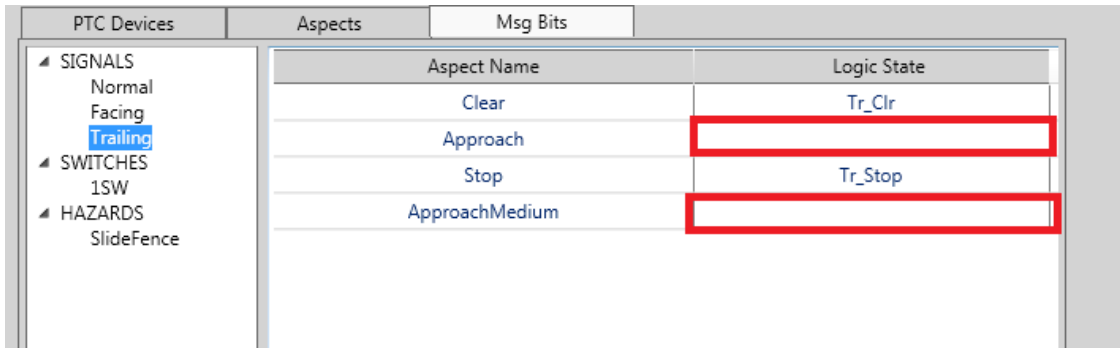 PTC Devices Aspects Msg Bits
SIGNALS
Normal
Facing
Trailing
SWITCHES
1SW
HAZARDS
SlideFence
Aspect Name Logic State
Clear Tr_Clr
Approach
Stop Tr_Stop
ApproachMedium